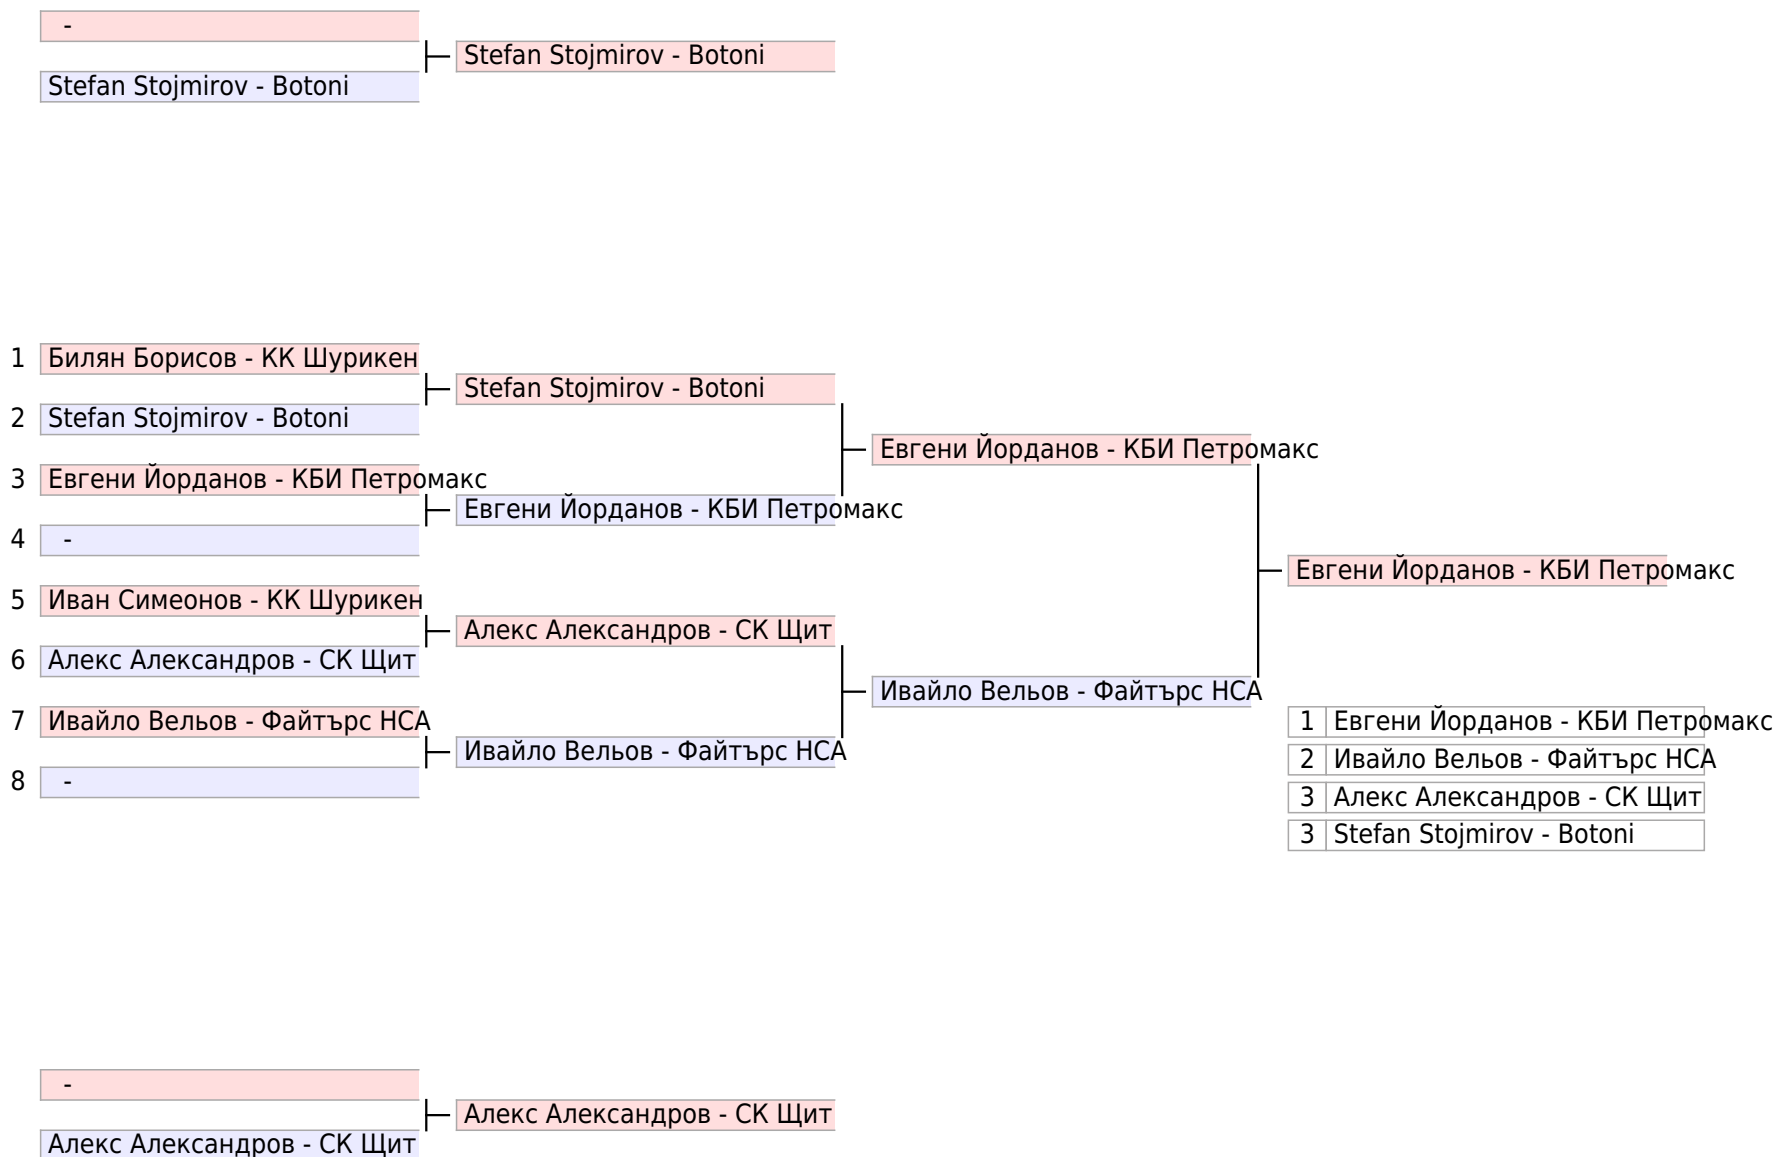 -
Stefan Stojmirov - Botoni
Stefan Stojmirov - Botoni
1 Билян Борисов - КК Шурикен
Stefan Stojmirov - Botoni
2 Stefan Stojmirov - Botoni
Евгени Йорданов - КБИ Петромакс
3 Евгени Йорданов - КБИ Петромакс
Евгени Йорданов - КБИ Петромакс
4 -
Евгени Йорданов - КБИ Петромакс
5 Иван Симеонов - КК Шурикен
Алекс Александров - СК Щит
6 Алекс Александров - СК Щит
Ивайло Вельов - Файтърс НСА
7 Ивайло Вельов - Файтърс НСА
1 Евгени Йорданов - КБИ Петромакс
Ивайло Вельов - Файтърс НСА
2 Ивайло Вельов - Файтърс НСА
8 -
3 Алекс Александров - СК Щит
3 Stefan Stojmirov - Botoni
-
Алекс Александров - СК Щит
Алекс Александров - СК Щит